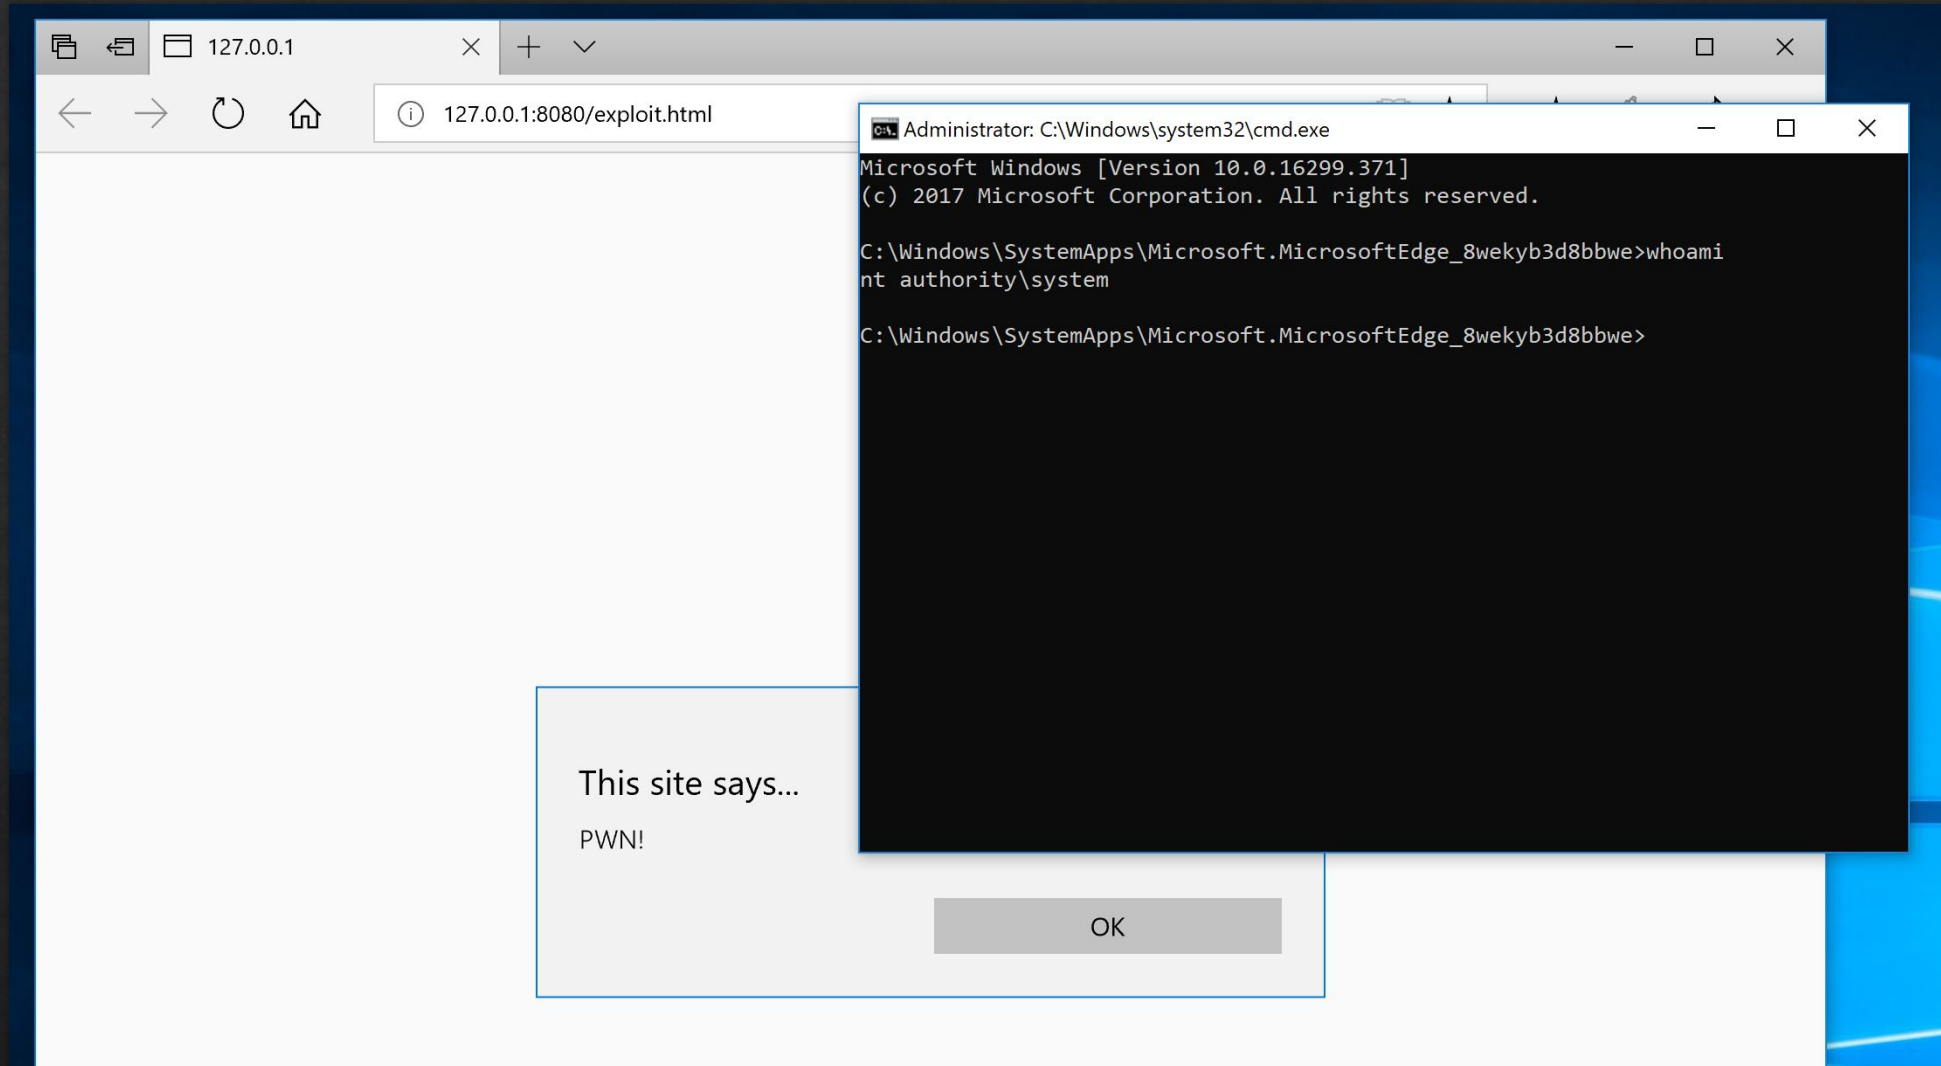 127.0.0.1
127.0.0.1:8080/exploit.html
Administrator: C:\Windows\system32\cmd.exe
Microsoft Windows [Version 10.0.16299.371]
(c) 2017 Microsoft Corporation. All rights reserved.
C:\Windows\SystemApps\Microsoft.MicrosoftEdge_8wekyb3d8bbwe>whoami
nt authority\system
C:\Windows\SystemApps\Microsoft.MicrosoftEdge_8wekyb3d8bbwe>
This site says...
PWN!
OK